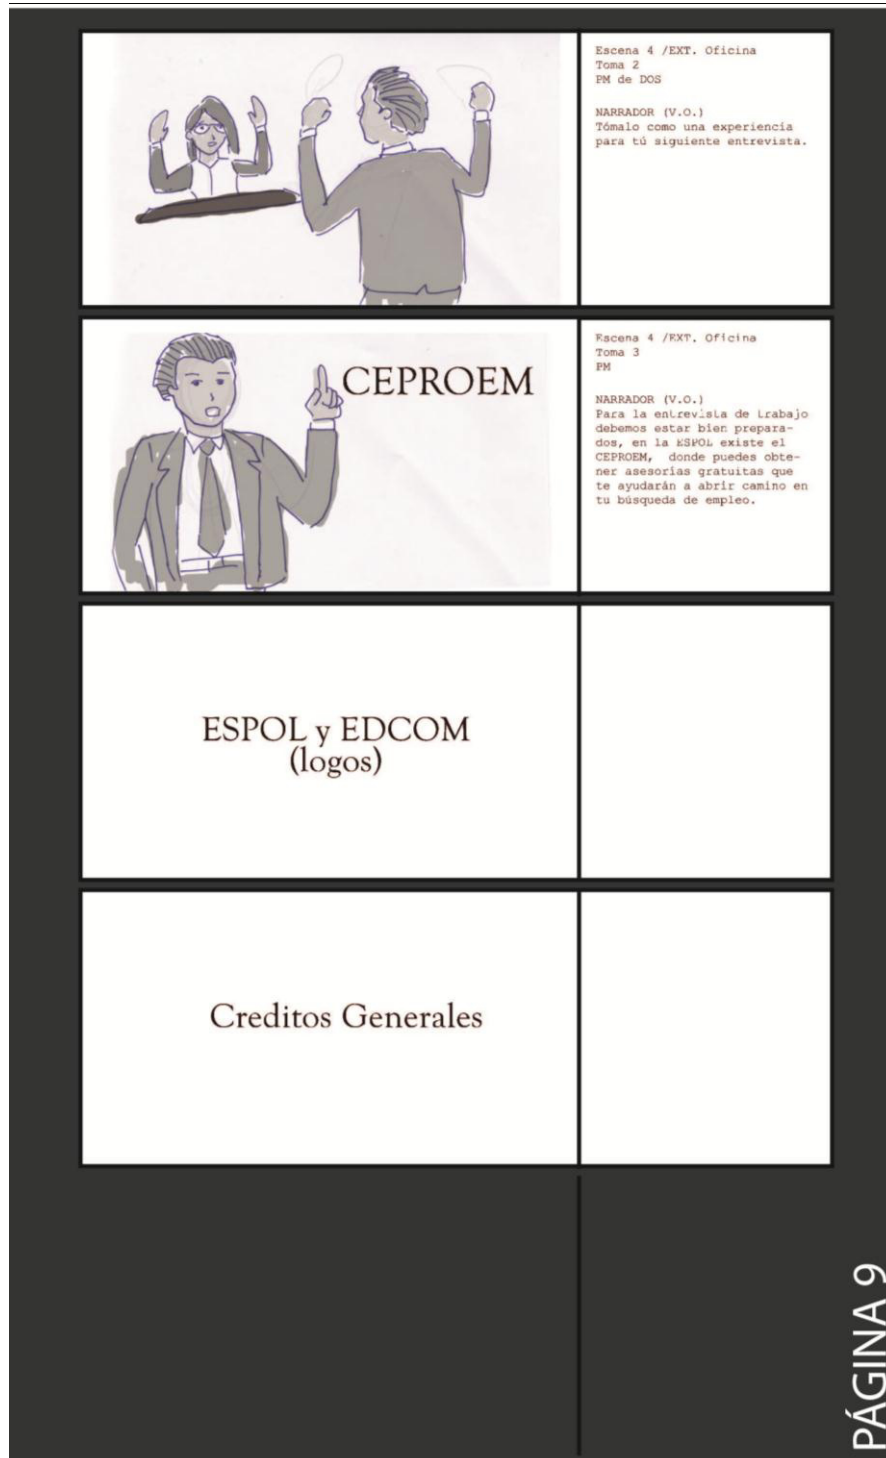 Escena 4 /EXT. Oficina
Toma 2
PM de DOS
NARRADOR (V.O.)
Tómalo como una experiencia
para tú siguiente entrevista.
CEPROEM
Escena 4 /EXT. Oficina
Toma 3
PM
NARRADOR (V.O.)
Para la entrevista de trabajo
debemos estar bien prepara-
dos, en la ESPOL existe el
CEPROEM, donde puedes obte-
ner asesorías gratuitas que
te ayudarán a abrir camino en
tu búsqueda de empleo.
ESPOL y EDCOM
(logos)
Creditos Generales
PÁGINA 9